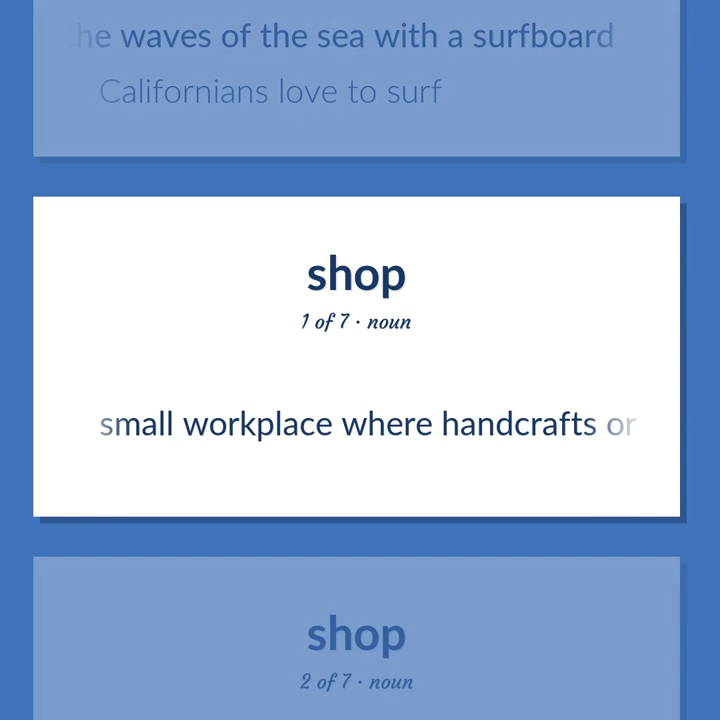 the waves of the sea with a surfboard
Californians love to surf
shop
1 of 7 · noun
small workplace where handcrafts or
shop
2 of 7 · noun